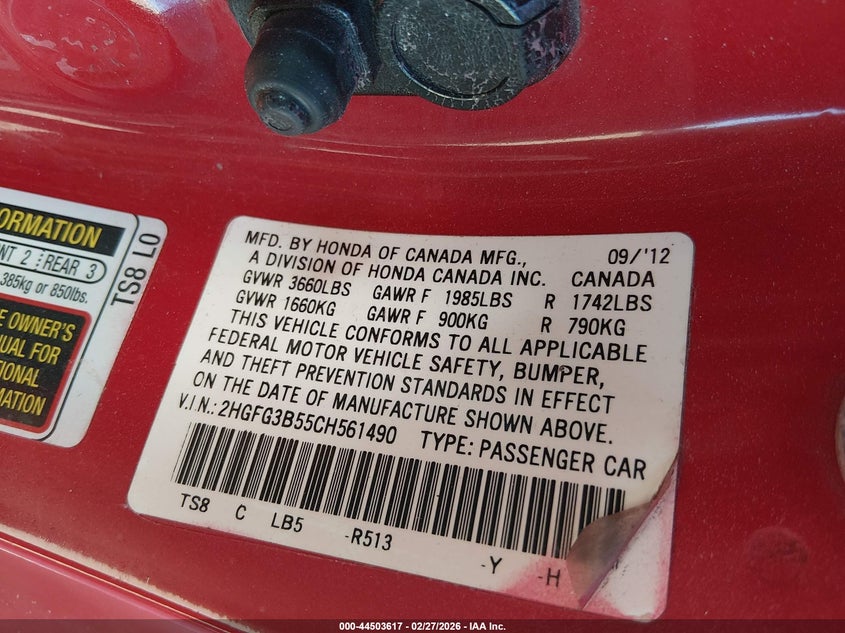 ORMATION
NT 2 REAR 3
385kg or 850lbs.
TS8 L0
E OWNER'S
UAL FOR
TIONAL
MATION
MFD. BY HONDA OF CANADA MFG., 09/'12
A DIVISION OF HONDA CANADA INC. CANADA
GVWR 3660LBS GAWR F 1985LBS R 1742LBS
GVWR 1660KG GAWR F 900KG R 790KG
THIS VEHICLE CONFORMS TO ALL APPLICABLE
FEDERAL MOTOR VEHICLE SAFETY, BUMPER,
AND THEFT PREVENTION STANDARDS IN EFFECT
ON THE DATE OF MANUFACTURE SHOWN ABOVE.
V.I.N.: 2HGFG3B55CH561490 TYPE: PASSENGER CAR
TS8 C LB5 -R513 -Y -H
000-44503617 - 02/27/2026 - IAA Inc.